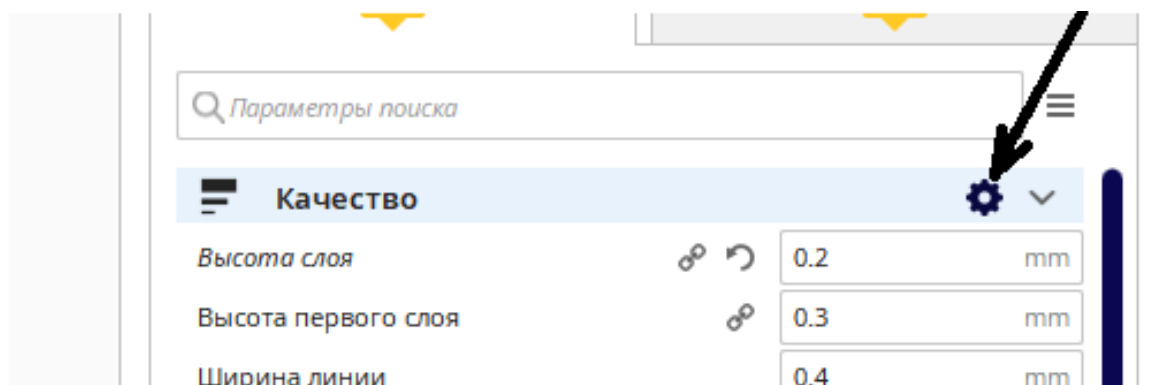 Параметры поиска
Качество
Высота слоя 0.2 mm
Высота первого слоя 0.3 mm
Ширина линии 0.4 mm